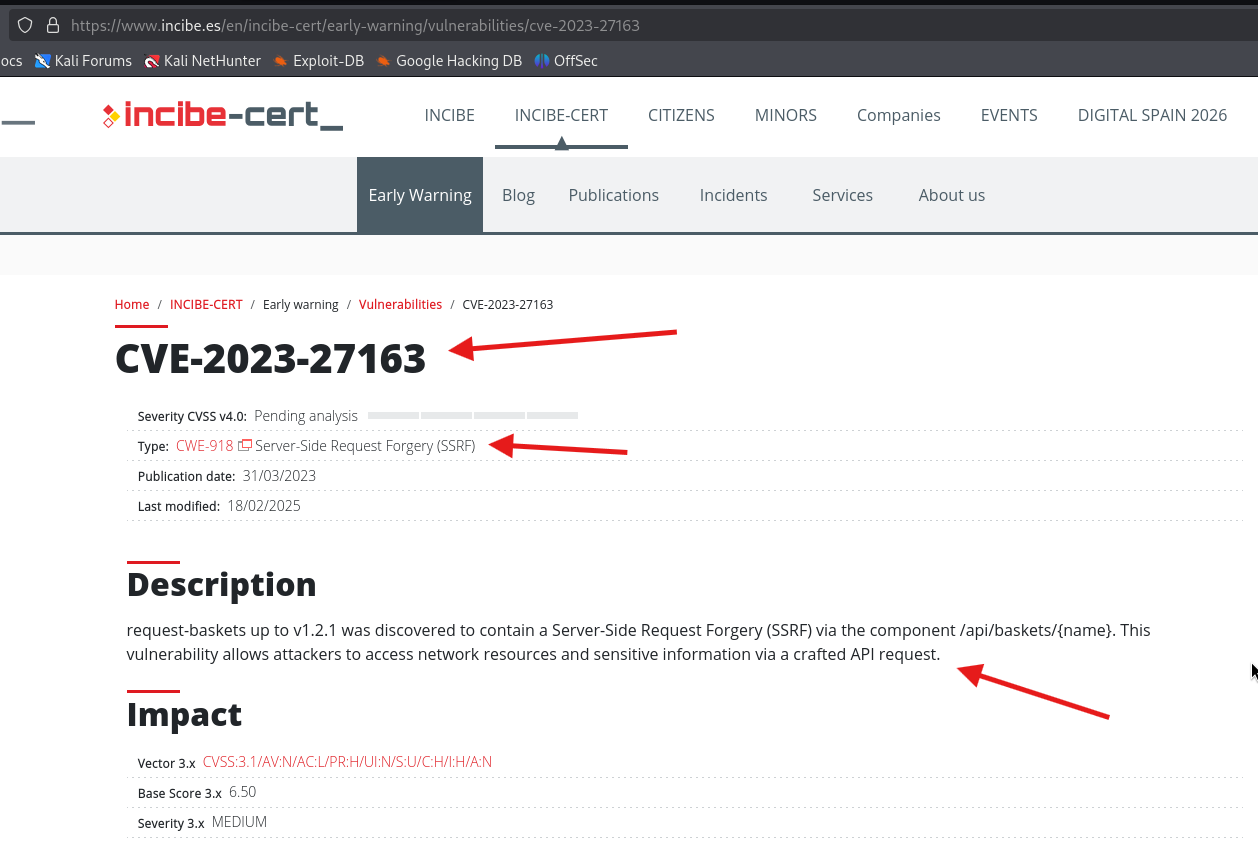 https://www.incibe.es/en/incibe-cert/early-warning/vulnerabilities/cve-2023-27163
ocs Kali Forums Kali NetHunter Exploit-DB Google Hacking DB OffSec
incibe-cert_ INCIBE INCIBE-CERT CITIZENS MINORS Companies EVENTS DIGITAL SPAIN 2026
Early Warning Blog Publications Incidents Services About us
Home / INCIBE-CERT / Early warning / Vulnerabilities / CVE-2023-27163
CVE-2023-27163
Severity CVSS v4.0: Pending analysis
Type: CWE-918 Server-Side Request Forgery (SSRF)
Publication date: 31/03/2023
Last modified: 18/02/2025
Description
request-baskets up to v1.2.1 was discovered to contain a Server-Side Request Forgery (SSRF) via the component /api/baskets/{name}. This
vulnerability allows attackers to access network resources and sensitive information via a crafted API request.
Impact
Vector 3.x CVSS:3.1/AV:N/AC:L/PR:H/UI:N/S:U/C:H/I:H/A:N
Base Score 3.x 6.50
Severity 3.x MEDIUM